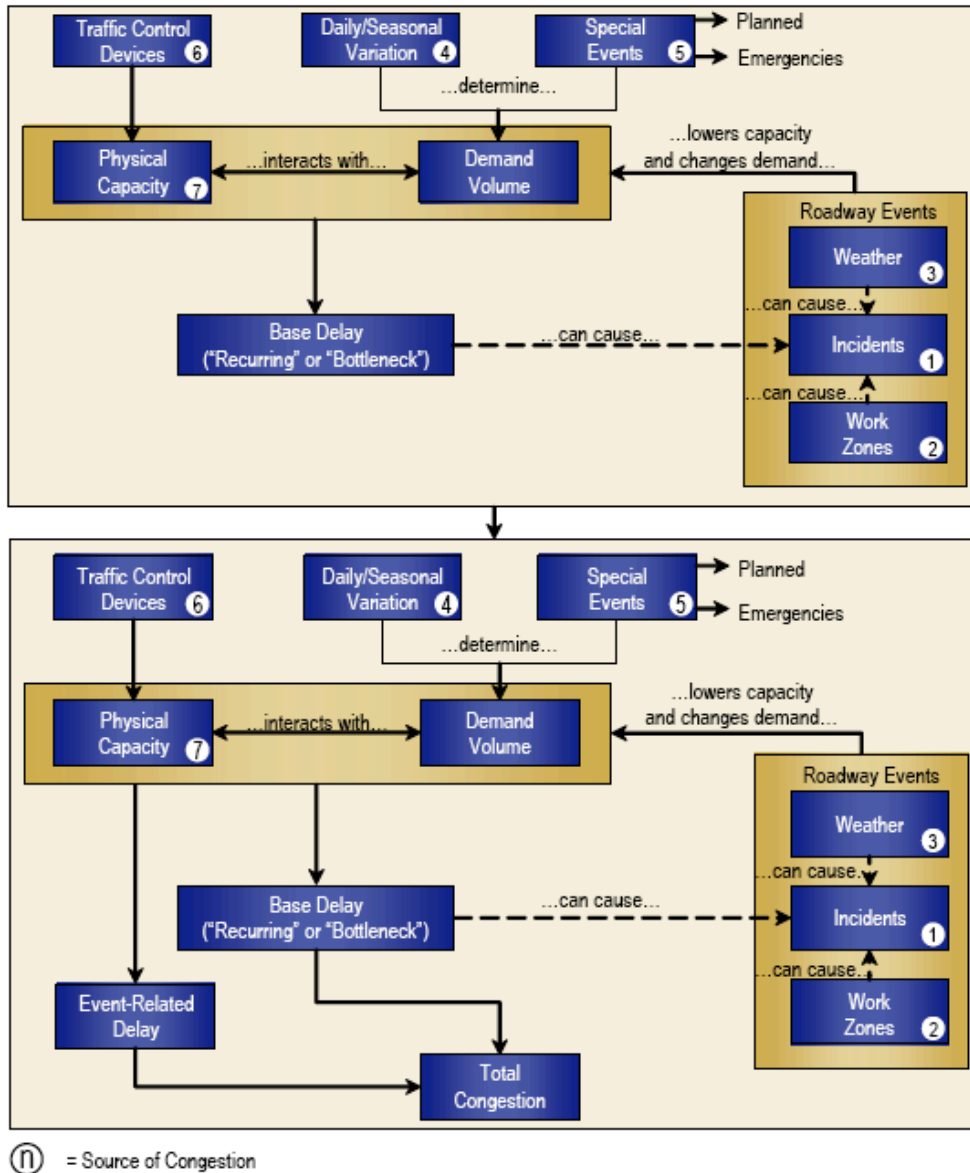 Traffic Control
Devices
6
Daily/Seasonal
Variation
4
Special
Events
5
Planned
Emergencies
…determine…
Physical
Capacity
7
…interacts with…
Demand
Volume
…lowers capacity
and changes demand…
Roadway Events
Weather
3
…can cause…
Base Delay
("Recurring" or "Bottleneck")
…can cause…
Incidents
1
…can cause…
Work
Zones
2
Traffic Control
Devices
6
Daily/Seasonal
Variation
4
Special
Events
5
Planned
Emergencies
…determine…
Physical
Capacity
7
…interacts with…
Demand
Volume
…lowers capacity
and changes demand…
Roadway Events
Weather
3
…can cause…
Base Delay
("Recurring" or "Bottleneck")
…can cause…
Incidents
1
…can cause…
Work
Zones
2
Event-Related
Delay
Total
Congestion
n = Source of Congestion